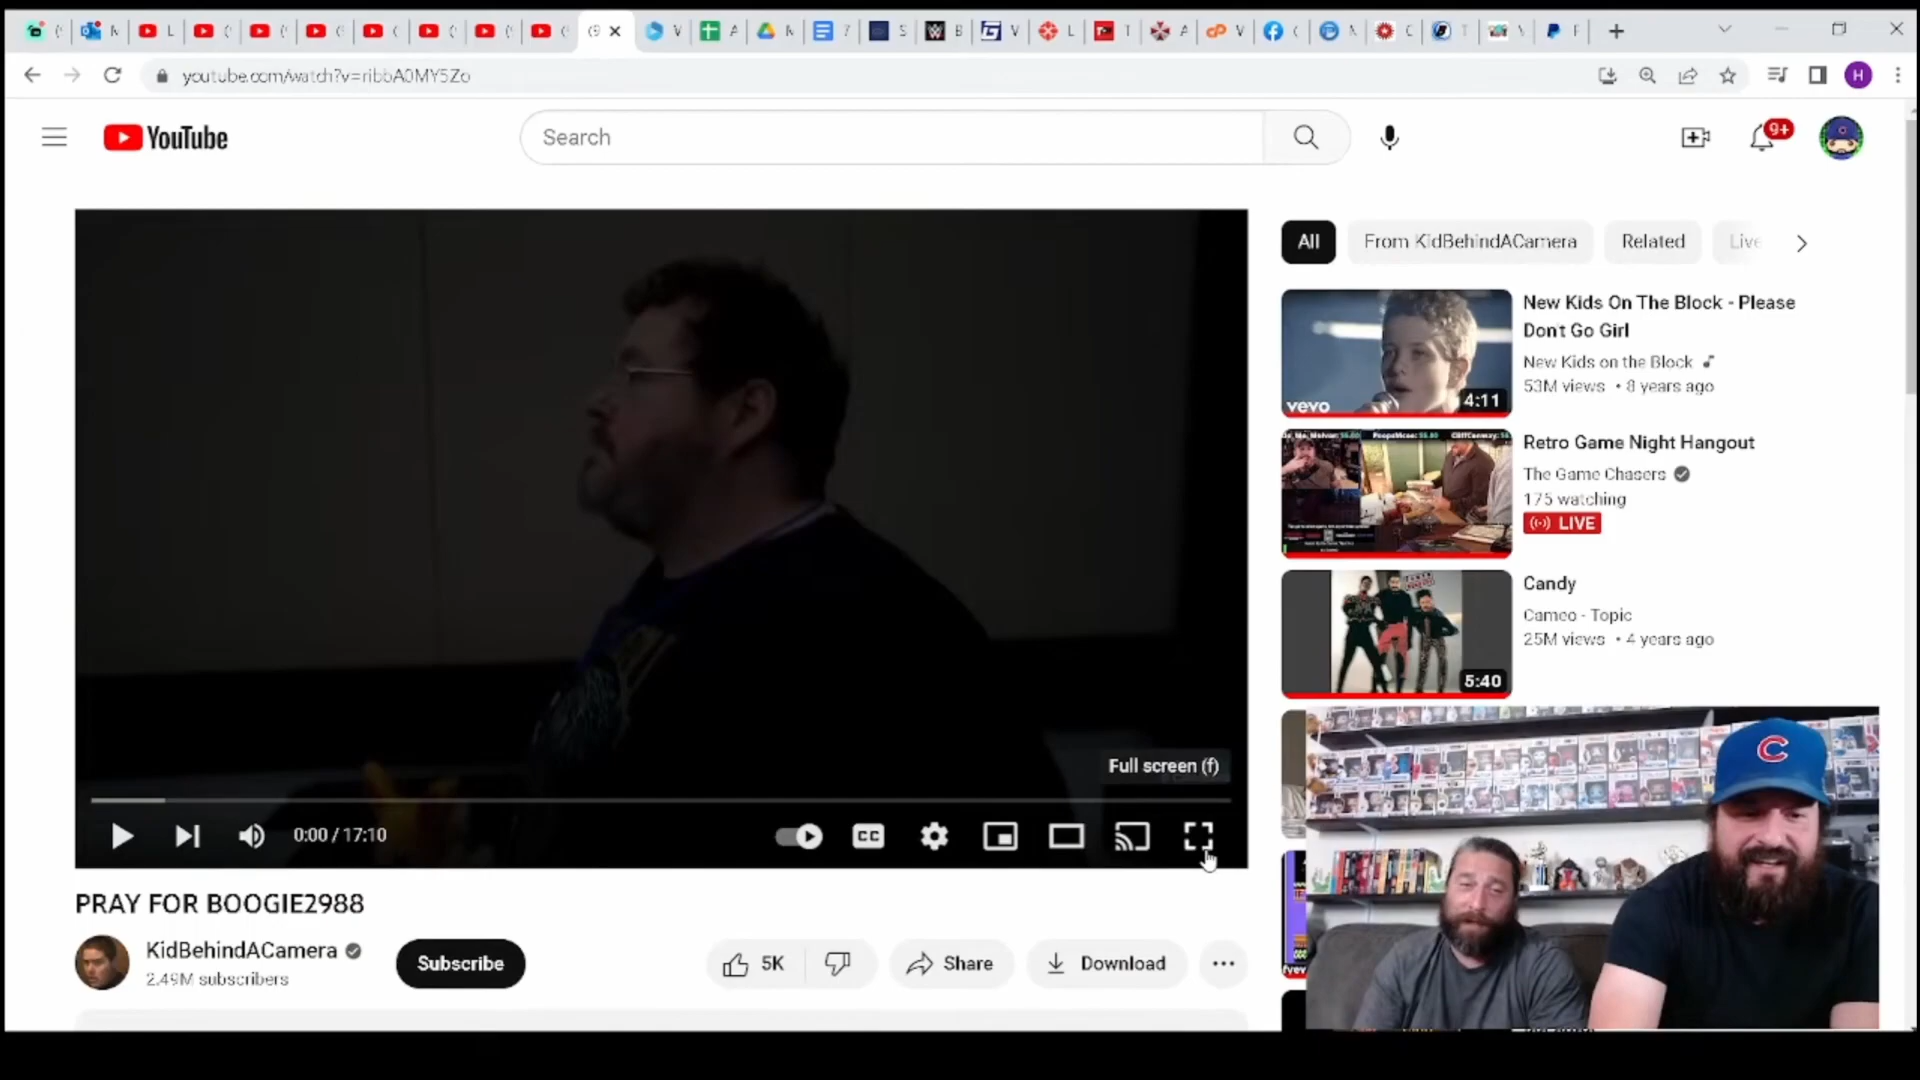 youtube.com/watch?v=ribbA0MY5Zo
H
YouTube
Search
9+
All
From KidBehindACamera
Related
Live
New Kids On The Block - Please
Don't Go Girl
New Kids on the Block
53M views • 8 years ago
vevo
4:11
Retro Game Night Hangout
The Game Chasers
175 watching
LIVE
Candy
Cameo - Topic
25M views • 4 years ago
5:40
Full screen (f)
0:00 / 17:10
CC
PRAY FOR BOOGIE2988
KidBehindACamera
2.49M subscribers
Subscribe
5K
Share
Download
C